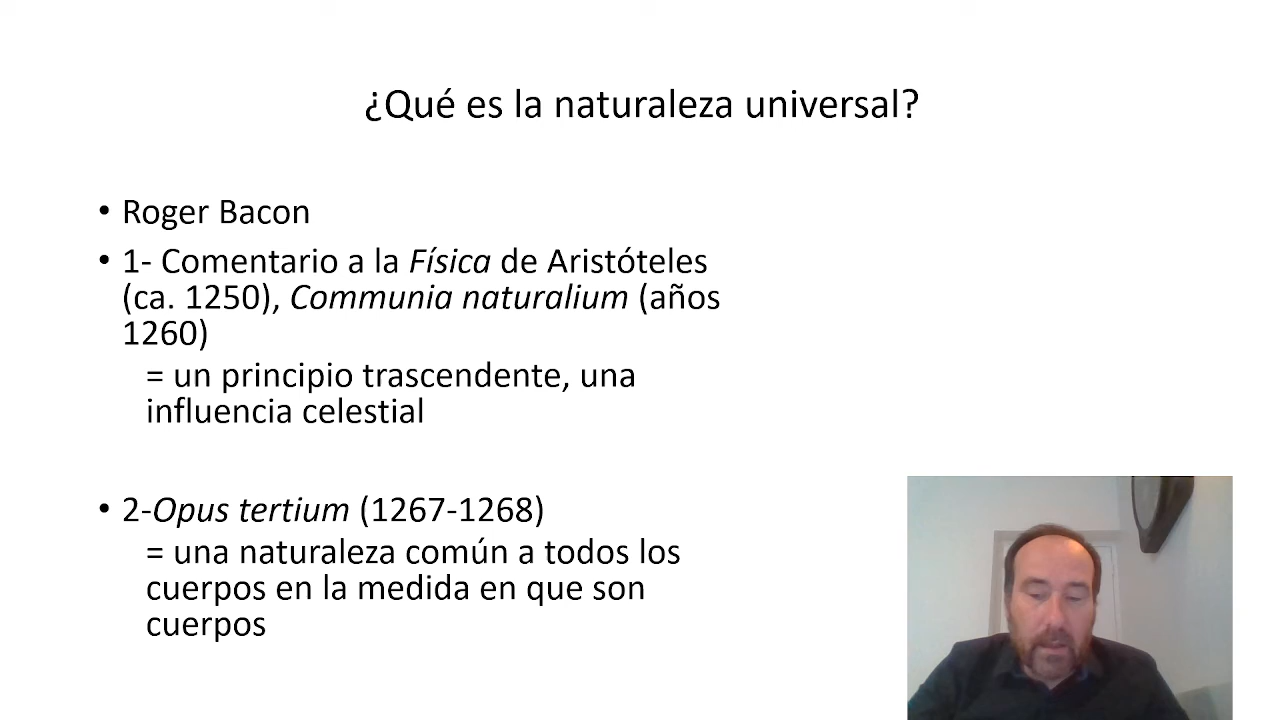 ¿Qué es la naturaleza universal?
• Roger Bacon
• 1- Comentario a la Física de Aristóteles
(ca. 1250), Communia naturalium (años
1260)
= un principio trascendente, una
influencia celestial
• 2-Opus tertium (1267-1268)
= una naturaleza común a todos los
cuerpos en la medida en que son
cuerpos